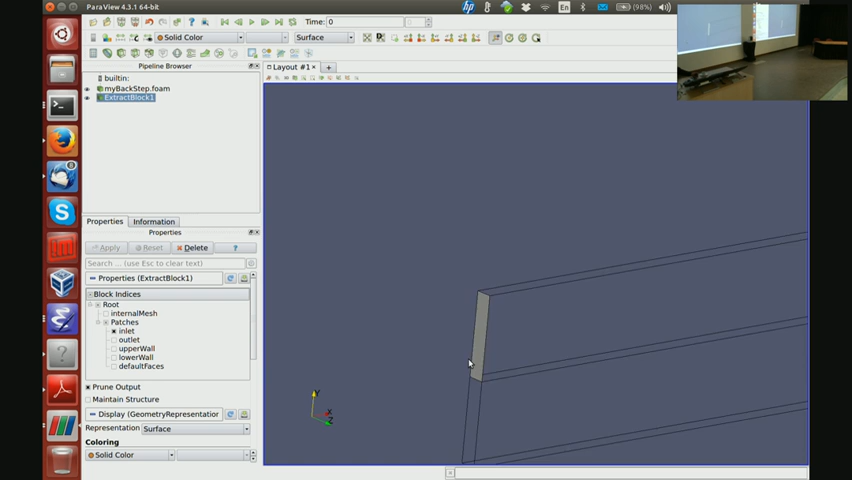 ParaView 4.3.1 64-bit
hp
En
(98%)
Solid Color
Surface
Time: 0
0
Pipeline Browser
Layout #1
builtin:
myBackStep.foam
ExtractBlock1
Properties
Information
Properties
Apply
Reset
Delete
?
Search ... (use Esc to clear text)
Properties (ExtractBlock1)
Block Indices
Root
internalMesh
Patches
inlet
outlet
upperWall
lowerWall
defaultFaces
Prune Output
Maintain Structure
Display (GeometryRepresentation
Representation
Surface
Coloring
Solid Color
Y
X
Z